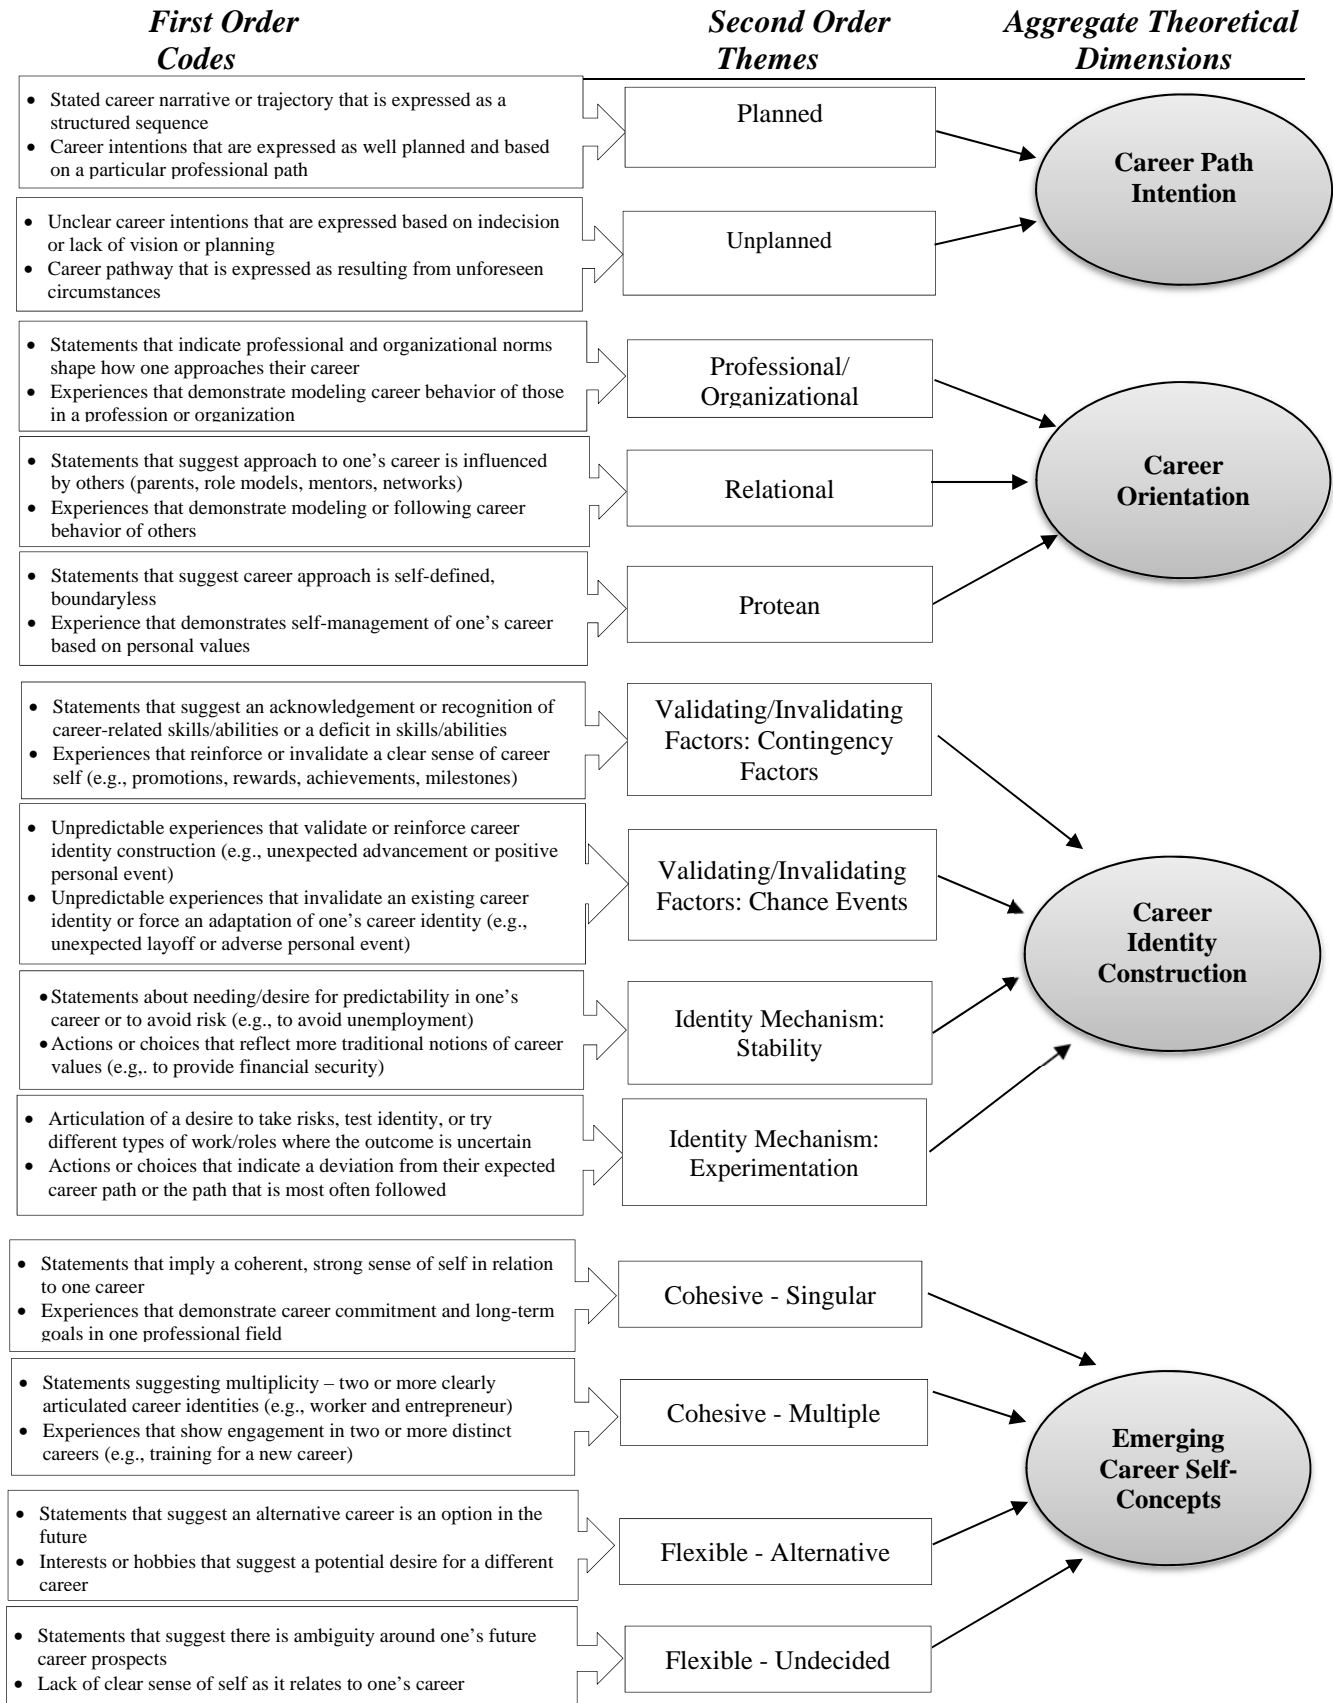 First Order
Codes
Second Order
Themes
Aggregate Theoretical
Dimensions
• Stated career narrative or trajectory that is expressed as a
structured sequence
• Career intentions that are expressed as well planned and based
on a particular professional path
Planned
Career Path
Intention
• Unclear career intentions that are expressed based on indecision
or lack of vision or planning
• Career pathway that is expressed as resulting from unforeseen
circumstances
Unplanned
• Statements that indicate professional and organizational norms
shape how one approaches their career
• Experiences that demonstrate modeling career behavior of those
in a profession or organization
Professional/
Organizational
• Statements that suggest approach to one’s career is influenced
by others (parents, role models, mentors, networks)
• Experiences that demonstrate modeling or following career
behavior of others
Relational
Career
Orientation
• Statements that suggest career approach is self-defined,
boundaryless
• Experience that demonstrates self-management of one’s career
based on personal values
Protean
• Statements that suggest an acknowledgement or recognition of
career-related skills/abilities or a deficit in skills/abilities
• Experiences that reinforce or invalidate a clear sense of career
self (e.g., promotions, rewards, achievements, milestones)
Validating/Invalidating
Factors: Contingency
Factors
• Unpredictable experiences that validate or reinforce career
identity construction (e.g., unexpected advancement or positive
personal event)
• Unpredictable experiences that invalidate an existing career
identity or force an adaptation of one’s career identity (e.g.,
unexpected layoff or adverse personal event)
Validating/Invalidating
Factors: Chance Events
Career
Identity
Construction
• Statements about needing/desire for predictability in one’s
career or to avoid risk (e.g., to avoid unemployment)
• Actions or choices that reflect more traditional notions of career
values (e.g,. to provide financial security)
Identity Mechanism:
Stability
• Articulation of a desire to take risks, test identity, or try
different types of work/roles where the outcome is uncertain
• Actions or choices that indicate a deviation from their expected
career path or the path that is most often followed
Identity Mechanism:
Experimentation
• Statements that imply a coherent, strong sense of self in relation
to one career
• Experiences that demonstrate career commitment and long-term
goals in one professional field
Cohesive - Singular
• Statements suggesting multiplicity – two or more clearly
articulated career identities (e.g., worker and entrepreneur)
• Experiences that show engagement in two or more distinct
careers (e.g., training for a new career)
Cohesive - Multiple
Emerging
Career Self-
Concepts
• Statements that suggest an alternative career is an option in the
future
• Interests or hobbies that suggest a potential desire for a different
career
Flexible - Alternative
• Statements that suggest there is ambiguity around one’s future
career prospects
• Lack of clear sense of self as it relates to one’s career
Flexible - Undecided